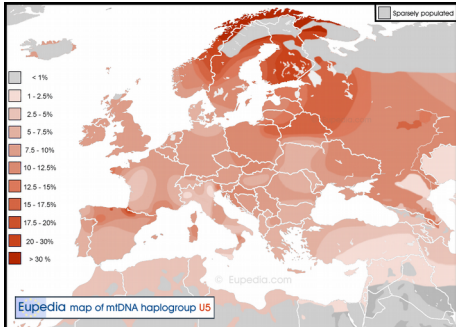 Sparsely populated
< 1%
1 - 2.5%
2.5 - 5%
5 - 7.5%
7.5 - 10%
10 - 12.5%
12.5 - 15%
15 - 17.5%
17.5 - 20%
20 - 30%
> 30 %
© Eupedia.com
Eupedia map of mtDNA haplogroup U5